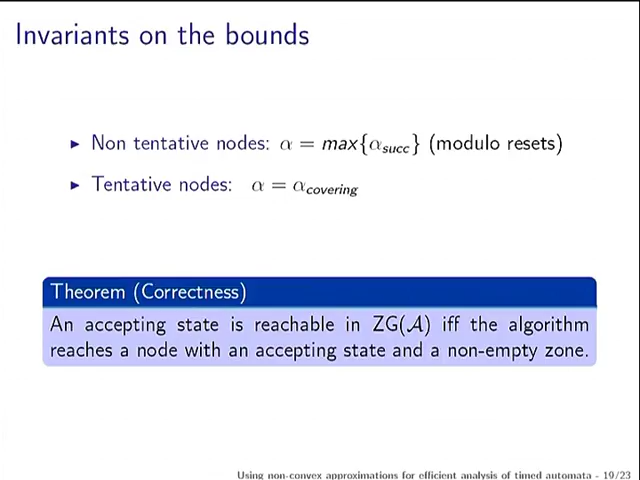 Invariants on the bounds
▶ Non tentative nodes: α = max{α_succ} (modulo resets)
▶ Tentative nodes: α = α_covering
Theorem (Correctness)
An accepting state is reachable in ZG(𝒜) iff the algorithm
reaches a node with an accepting state and a non-empty zone.
Using non-convex approximations for efficient analysis of timed automata - 19/23